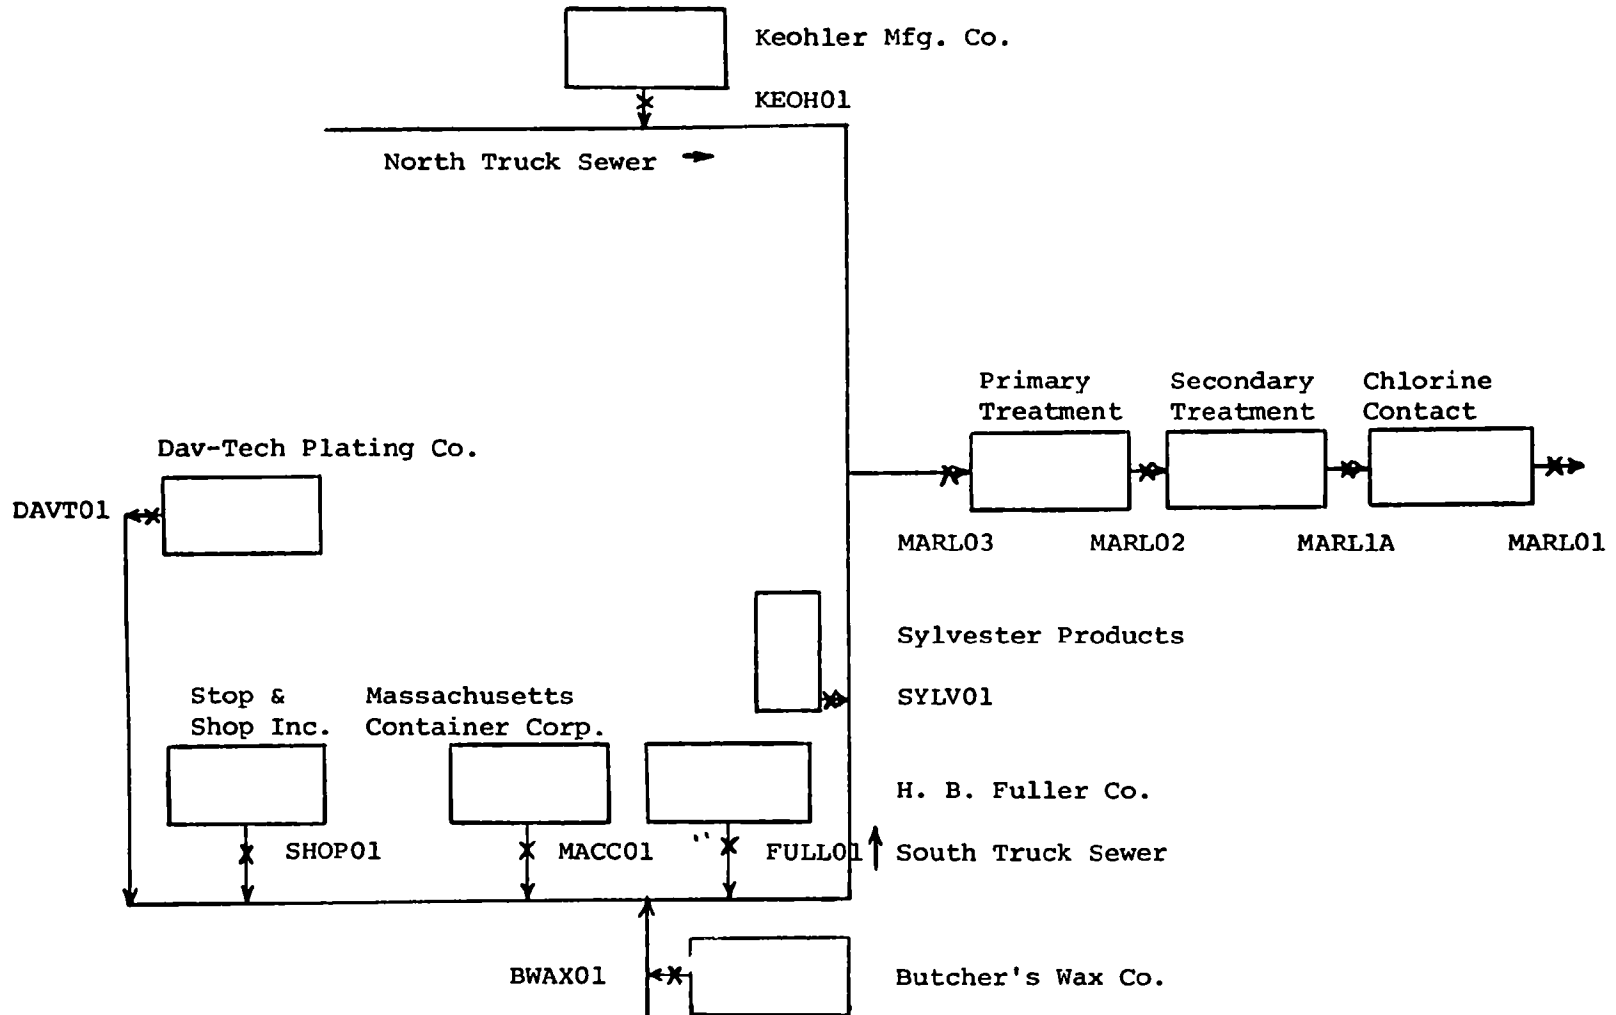 Keohler Mfg. Co.
KEOH01
North Truck Sewer
Primary
Treatment
Secondary
Treatment
Chlorine
Contact
Dav-Tech Plating Co.
DAVT01
MARL03
MARL02
MARL1A
MARL01
Sylvester Products
SYLV01
Stop &
Shop Inc.
Massachusetts
Container Corp.
H. B. Fuller Co.
SHOP01
MACC01
FULL01
South Truck Sewer
BWAX01
Butcher's Wax Co.